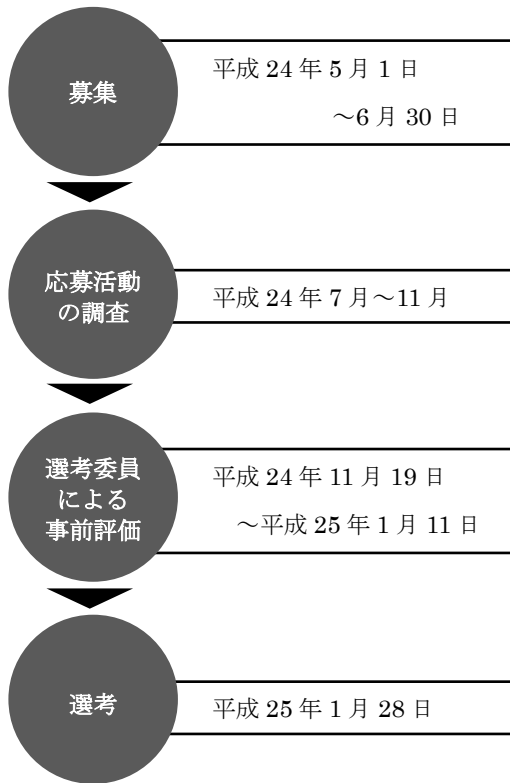 募集
平成 24 年 5 月 1 日
～6 月 30 日
応募活動
の調査
平成 24 年 7 月～11 月
選考委員
による
事前評価
平成 24 年 11 月 19 日
～平成 25 年 1 月 11 日
選考
平成 25 年 1 月 28 日